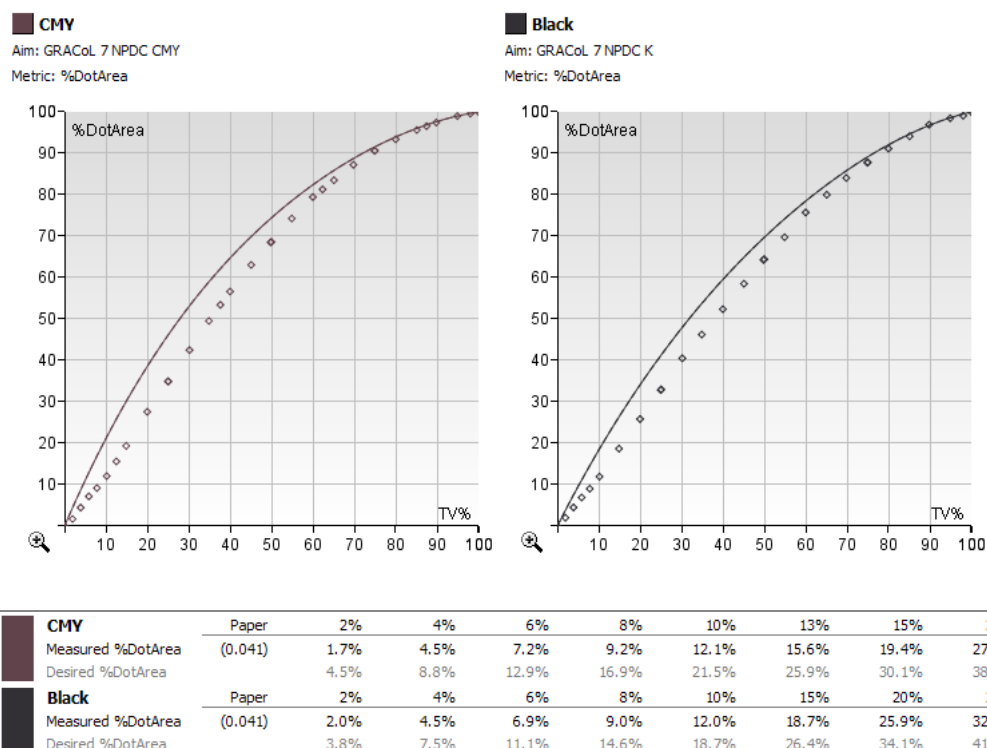 CMY
Aim: GRACoL 7 NPDC CMY
Metric: %DotArea
100
%DotArea
90
80
70
60
50
40
30
20
10
TV%
10 20 30 40 50 60 70 80 90 100
Black
Aim: GRACoL 7 NPDC K
Metric: %DotArea
100
%DotArea
90
80
70
60
50
40
30
20
10
TV%
10 20 30 40 50 60 70 80 90 100
CMY Paper 2% 4% 6% 8% 10% 13% 15%
Measured %DotArea (0.041) 1.7% 4.5% 7.2% 9.2% 12.1% 15.6% 19.4% 27
Desired %DotArea 4.5% 8.8% 12.9% 16.9% 21.5% 25.9% 30.1% 38
Black Paper 2% 4% 6% 8% 10% 15% 20%
Measured %DotArea (0.041) 2.0% 4.5% 6.9% 9.0% 12.0% 18.7% 25.9% 32
Desired %DotArea 3.8% 7.5% 11.1% 14.6% 18.7% 26.4% 34.1% 41